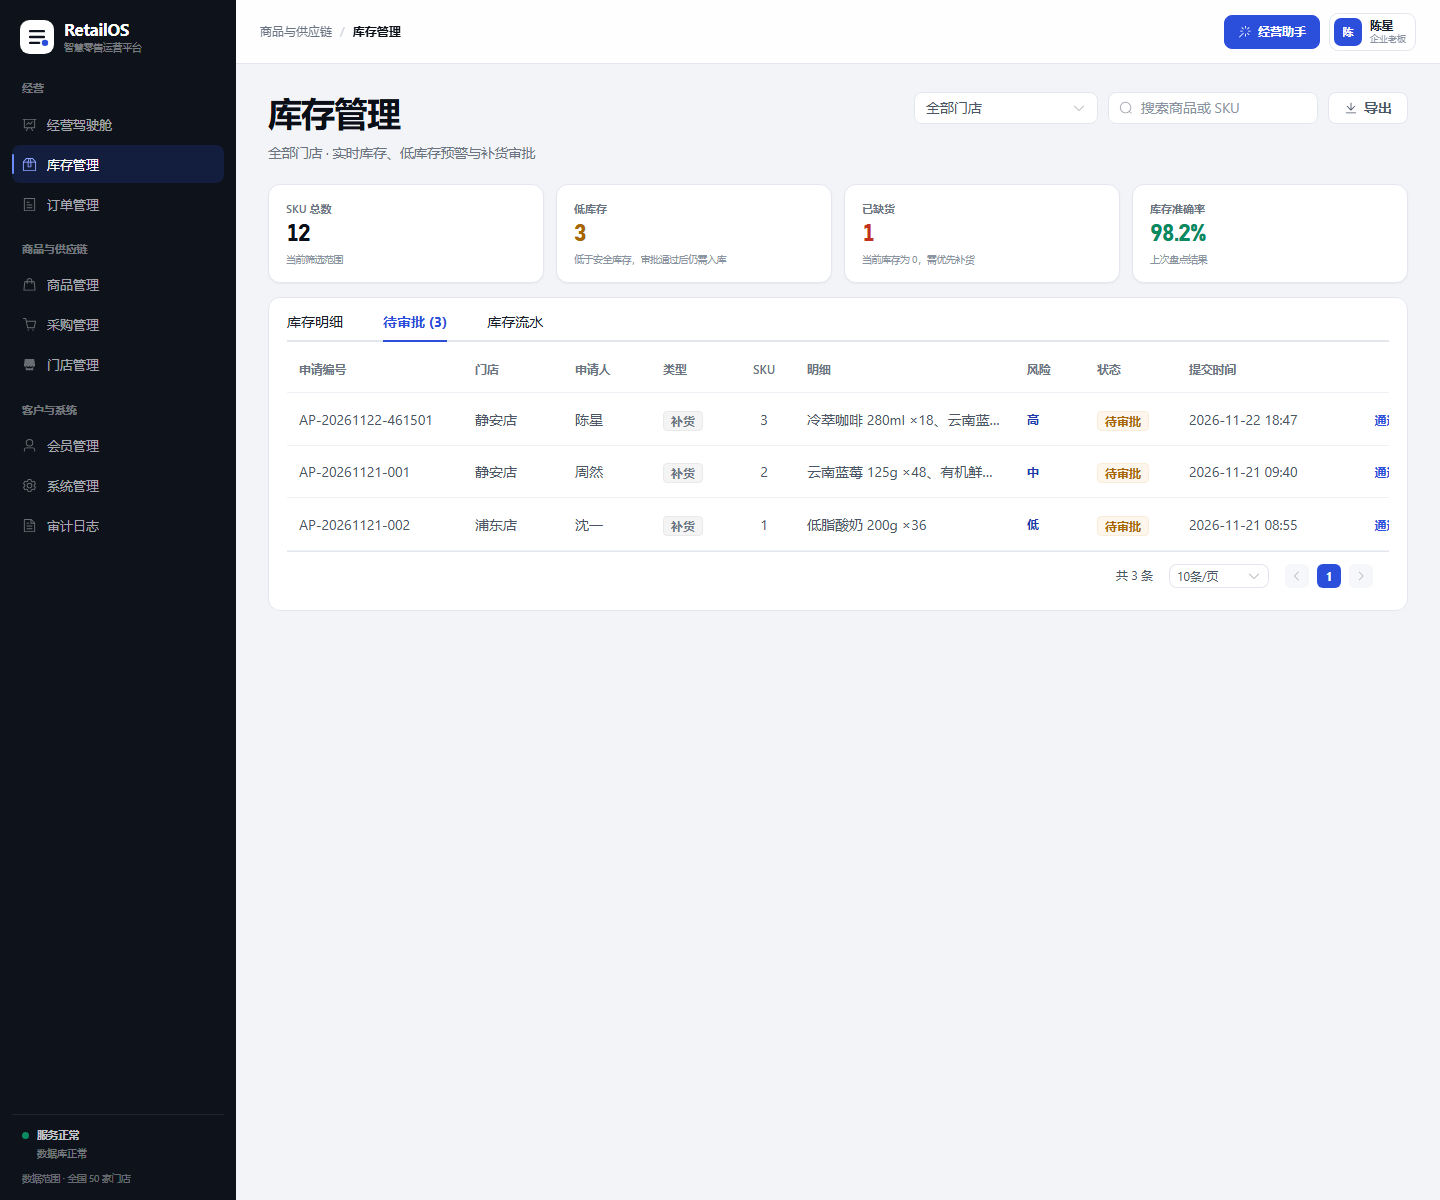 RetailOS
智慧零售运营平台
经营
经营驾驶舱
库存管理
订单管理
商品与供应链
商品管理
采购管理
门店管理
客户与系统
会员管理
系统管理
审计日志
服务正常
数据库正常
数据范围 · 全国 50 家门店
商品与供应链 / 库存管理
经营助手
陈
陈星
企业老板
库存管理
全部门店 · 实时库存、低库存预警与补货审批
全部门店
搜索商品或 SKU
导出
SKU 总数
12
当前筛选范围
低库存
3
低于安全库存，审批通过后仍需入库
已缺货
1
当前库存为 0，需优先补货
库存准确率
98.2%
上次盘点结果
库存明细 待审批 (3) 库存流水
申请编号 门店 申请人 类型 SKU 明细 风险 状态 提交时间
AP-20261122-461501 静安店 陈星 补货 3 冷萃咖啡 280ml ×18、云南蓝... 高 待审批 2026-11-22 18:47 通
AP-20261121-001 静安店 周然 补货 2 云南蓝莓 125g ×48、有机鲜... 中 待审批 2026-11-21 09:40 通
AP-20261121-002 浦东店 沈一 补货 1 低脂酸奶 200g ×36 低 待审批 2026-11-21 08:55 通
共 3 条 10条/页 1